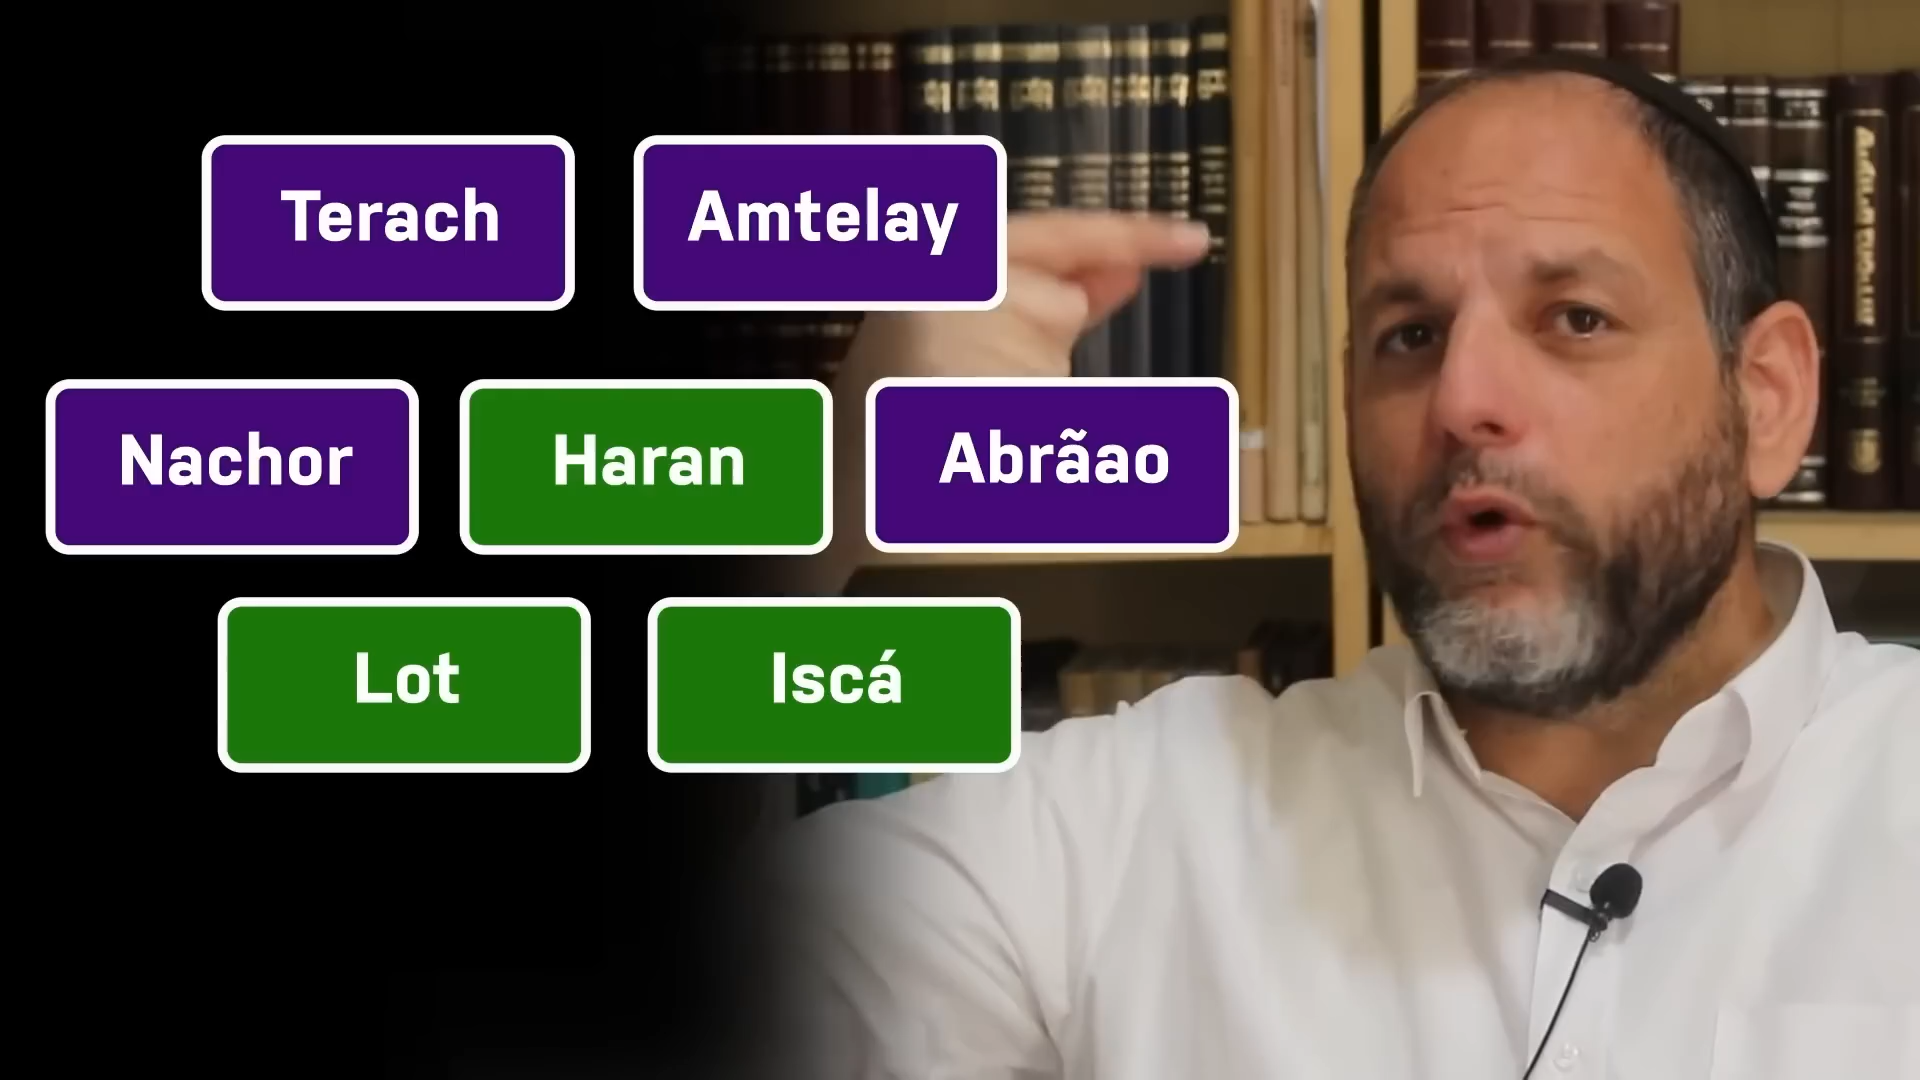 Terach
Amtelay
Nachor
Haran
Abrãao
Lot
Iscá